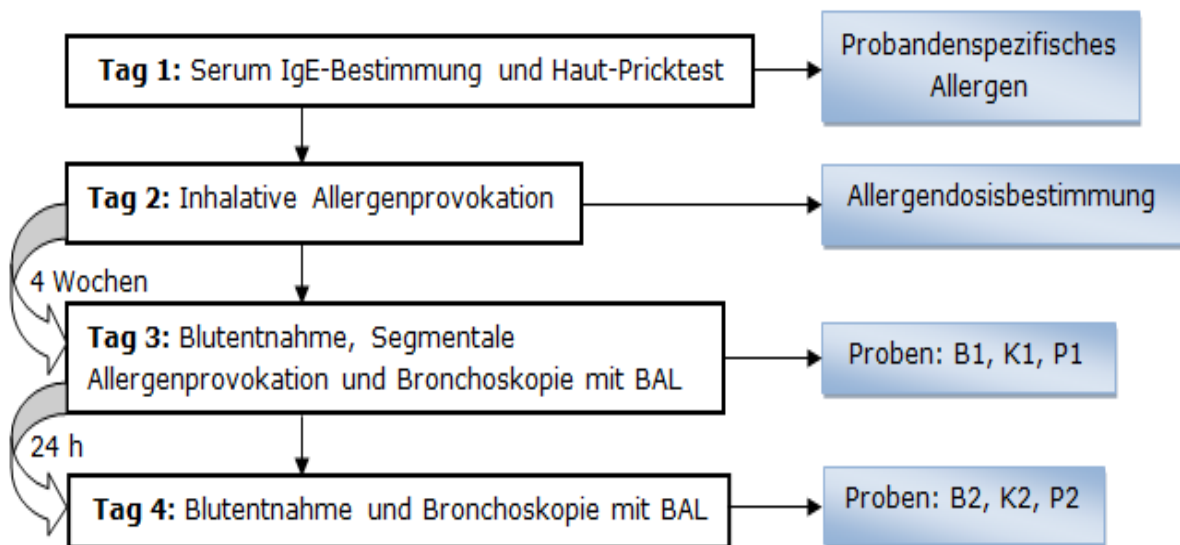 Tag 1: Serum IgE-Bestimmung und Haut-Pricktest
Probandenspezifisches
Allergen
Tag 2: Inhalative Allergenprovokation
Allergendosisbestimmung
4 Wochen
Tag 3: Blutentnahme, Segmentale
Allergenprovokation und Bronchoskopie mit BAL
Proben: B1, K1, P1
24 h
Tag 4: Blutentnahme und Bronchoskopie mit BAL
Proben: B2, K2, P2